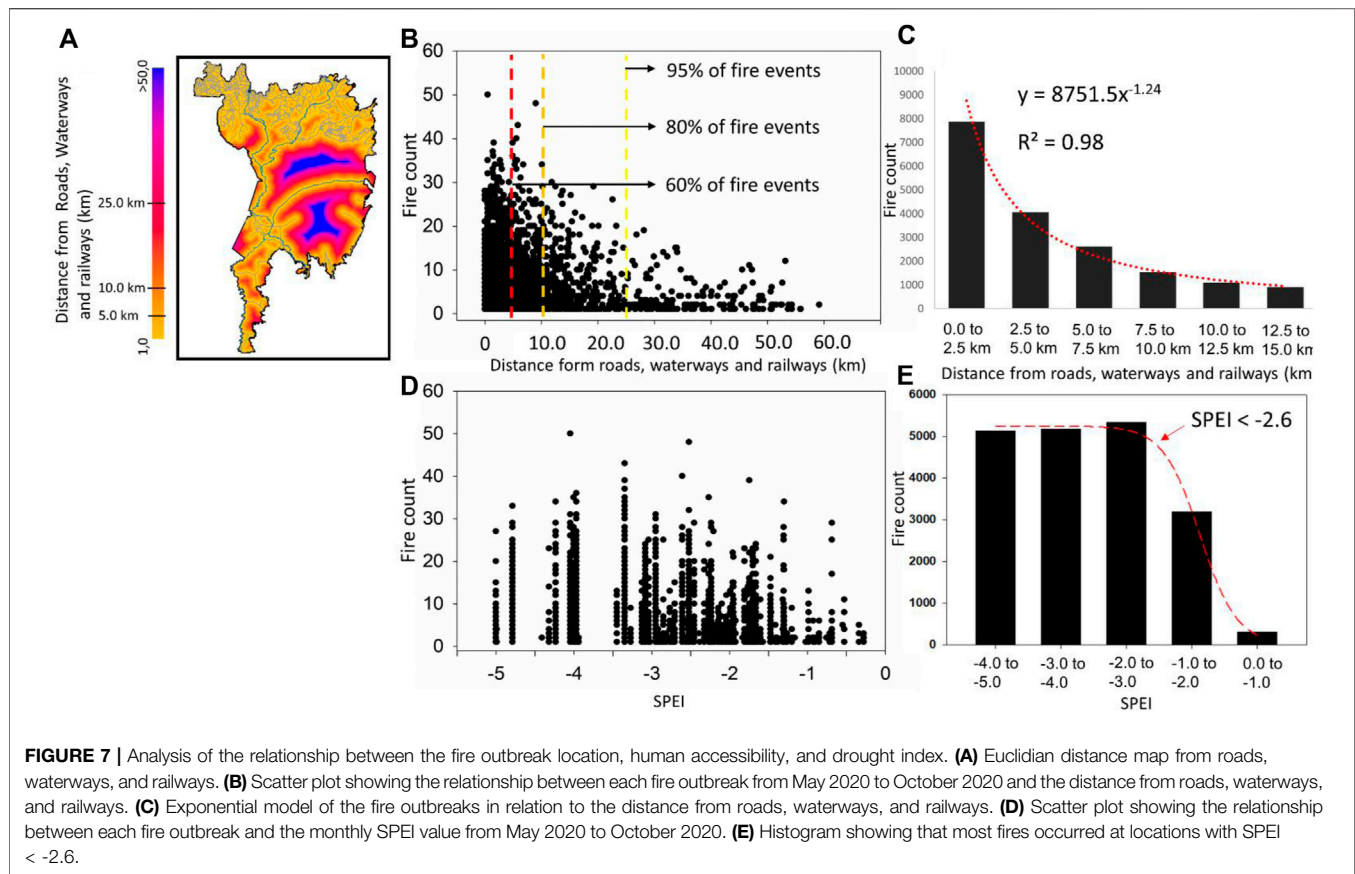 A
Distance from Roads, Waterways
and railways (km)
>50,0
25.0 km
10.0 km
5.0 km
1,0
B
60
50
40
30
20
10
0
Fire count
95% of fire events
80% of fire events
60% of fire events
0 10.0 20.0 30.0 40.0 50.0 60.0
Distance form roads, waterways and railways (km)
C
10000
9000
8000
7000
6000
5000
4000
3000
2000
1000
0
Fire count
y = 8751.5x-1.24
R² = 0.98
0.0 to 2.5 to 5.0 to 7.5 to 10.0 to 12.5 to
2.5 km 5.0 km 7.5 km 10.0 km 12.5 km 15.0 km
Distance from roads, waterways and railways (km
D
60
50
40
30
20
10
0
Fire count
-5 -4 -3 -2 -1 0
SPEI
E
6000
5000
4000
3000
2000
1000
0
Fire count
SPEI < -2.6
-4.0 to -3.0 to -2.0 to -1.0 to 0.0 to
-5.0 -4.0 -3.0 -2.0 -1.0
SPEI
FIGURE 7 | Analysis of the relationship between the fire outbreak location, human accessibility, and drought index. (A) Euclidian distance map from roads,
waterways, and railways. (B) Scatter plot showing the relationship between each fire outbreak from May 2020 to October 2020 and the distance from roads, waterways,
and railways. (C) Exponential model of the fire outbreaks in relation to the distance from roads, waterways, and railways. (D) Scatter plot showing the relationship
between each fire outbreak and the monthly SPEI value from May 2020 to October 2020. (E) Histogram showing that most fires occurred at locations with SPEI
< -2.6.